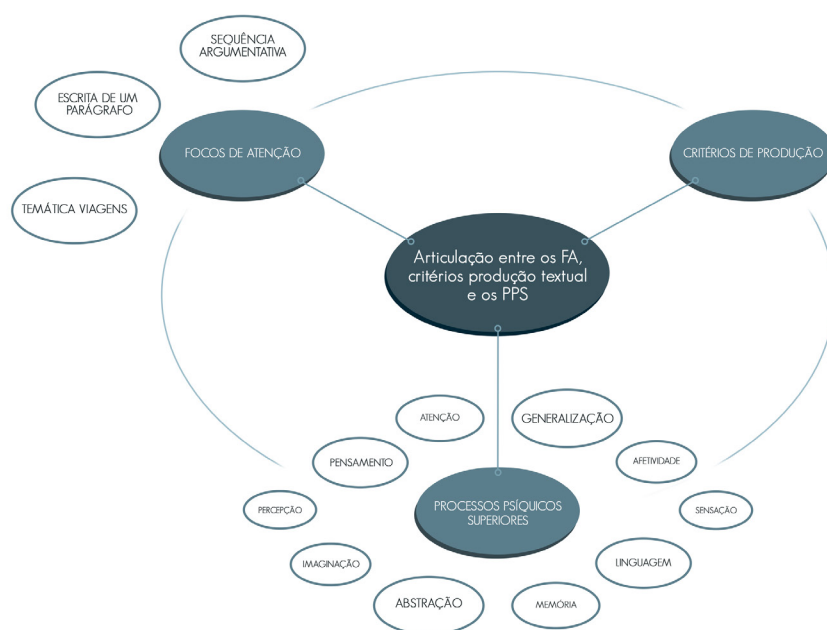 SEQUÊNCIA
ARGUMENTATIVA
ESCRITA DE UM
PARÁGRAFO
FOCOS DE ATENÇÃO
CRITÉRIOS DE PRODUÇÃO
TEMÁTICA VIAGENS
Articulação entre os FA,
critérios produção textual
e os PPS
ATENÇÃO
GENERALIZAÇÃO
PENSAMENTO
AFETIVIDADE
PERCEPÇÃO
PROCESSOS PSÍQUICOS
SUPERIORES
SENSAÇÃO
IMAGINAÇÃO
LINGUAGEM
ABSTRAÇÃO
MEMÓRIA